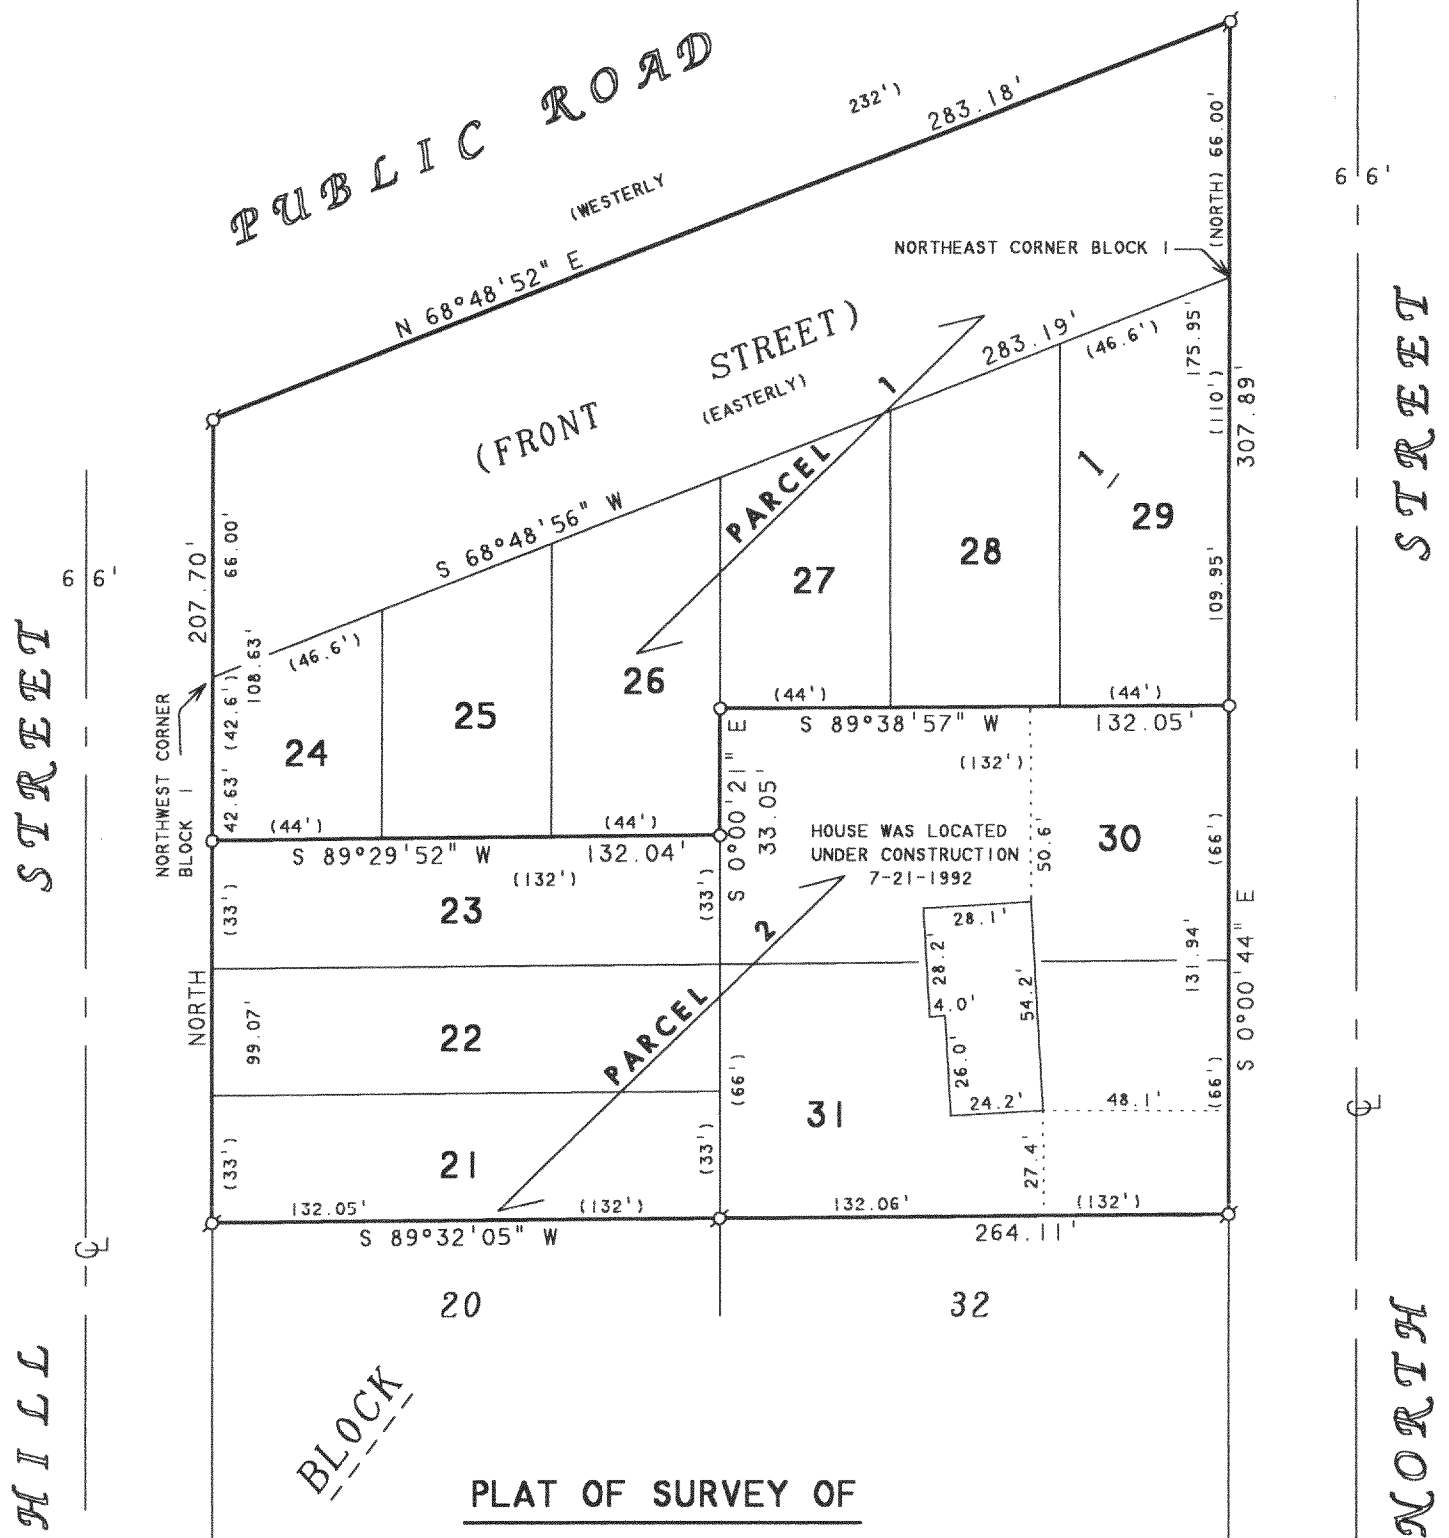 PUBLIC ROAD
232')
283.18'
(WESTERLY
N 68°48'52" E
(NORTH) 66.00'
66'
NORTHEAST CORNER BLOCK 1
(FRONT STREET)
(EASTERLY)
283.19'
(46.6')
175.95'
(110')
307.89'
S 68°48'56" W
PARCEL 1
1
29
28
27
26
25
24
109.95'
66'
207.70'
66.00'
108.63'
(46.6')
(42.6')
42.63'
NORTHWEST CORNER
BLOCK 1
(44')
(44')
S 89°38'57" W
132.05'
(132')
(44')
(44')
S 89°29'52" W
132.04'
(132')
S 0°00'21" E
33.05'
HOUSE WAS LOCATED
UNDER CONSTRUCTION
7-21-1992
50.6'
30
(66')
23
(33')
(33')
28.1'
28.2'
4.0'
54.2'
26.0'
24.2'
48.1'
27.4'
131.94'
S 0°00'44" E
(66')
NORTH
99.07'
22
PARCEL 2
(66')
31
21
(33')
(33')
132.05'
(132')
132.06'
(132')
S 89°32'05" W
264.11'
20
32
BLOCK
HILL STREET
NORTH STREET
℄
℄
PLAT OF SURVEY OF